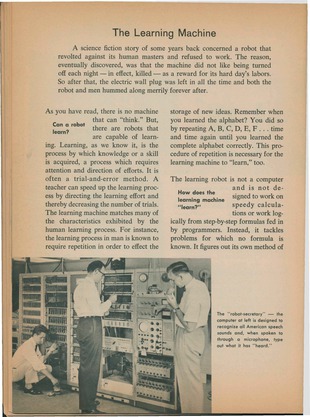 The Learning Machine
A science fiction story of some years back concerned a robot that
revolted against its human masters and refused to work. The reason,
eventually discovered, was that the machine did not like being turned
off each night — in effect, killed — as a reward for its hard day's labors.
So after that, the electric wall plug was left in all the time and both the
robot and men hummed along merrily forever after.
As you have read, there is no machine
that can "think." But,
there are robots that
are capable of learn-
Can a robot
learn?
ing. Learning, as we know it, is the
process by which knowledge or a skill
is acquired, a process which requires
attention and direction of efforts. It is
often a trial-and-error method. A
teacher can speed up the learning proc-
ess by directing the learning effort and
thereby decreasing the number of trials.
The learning machine matches many of
the characteristics exhibited by the
human learning process. For instance,
the learning process in man is known to
require repetition in order to effect the
storage of new ideas. Remember when
you learned the alphabet? You did so
by repeating A, B, C, D, E, F . . . time
and time again until you learned the
complete alphabet correctly. This pro-
cedure of repetition is necessary for the
learning machine to "learn," too.
The learning robot is not a computer
and is not de-
signed to work on
speedy calcula-
tions or work log-
How does the
learning machine
"learn?"
ically from step-by-step formulas fed in
by programmers. Instead, it tackles
problems for which no formula is
known. It figures out its own method of
The "robot-secretary" — the
computer at left is designed to
recognize all American speech
sounds and, when spoken to
through a microphone, type
out what it has "heard."